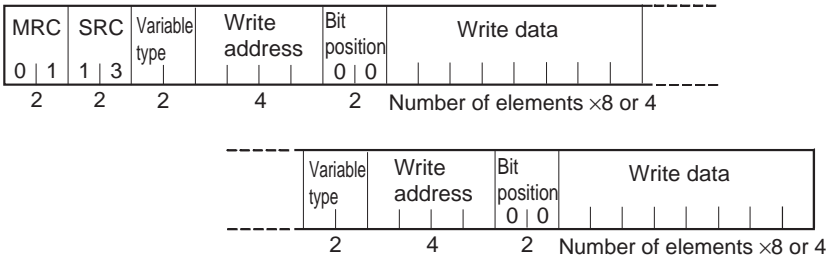 MRC SRC Variable type Write address Bit position Write data
0 1 1 3 0 0
2 2 2 4 2 Number of elements ×8 or 4
Variable type Write address Bit position Write data
0 0
2 4 2 Number of elements ×8 or 4